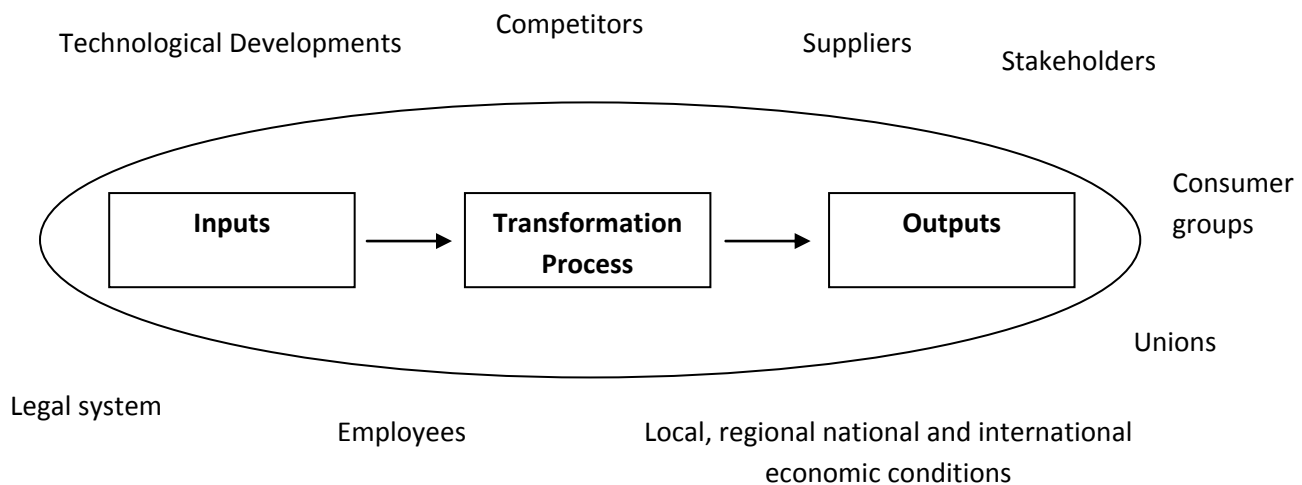 Technological Developments
Competitors
Suppliers
Stakeholders
Inputs
Transformation
Process
Outputs
Consumer
groups
Unions
Legal system
Employees
Local, regional national and international
economic conditions